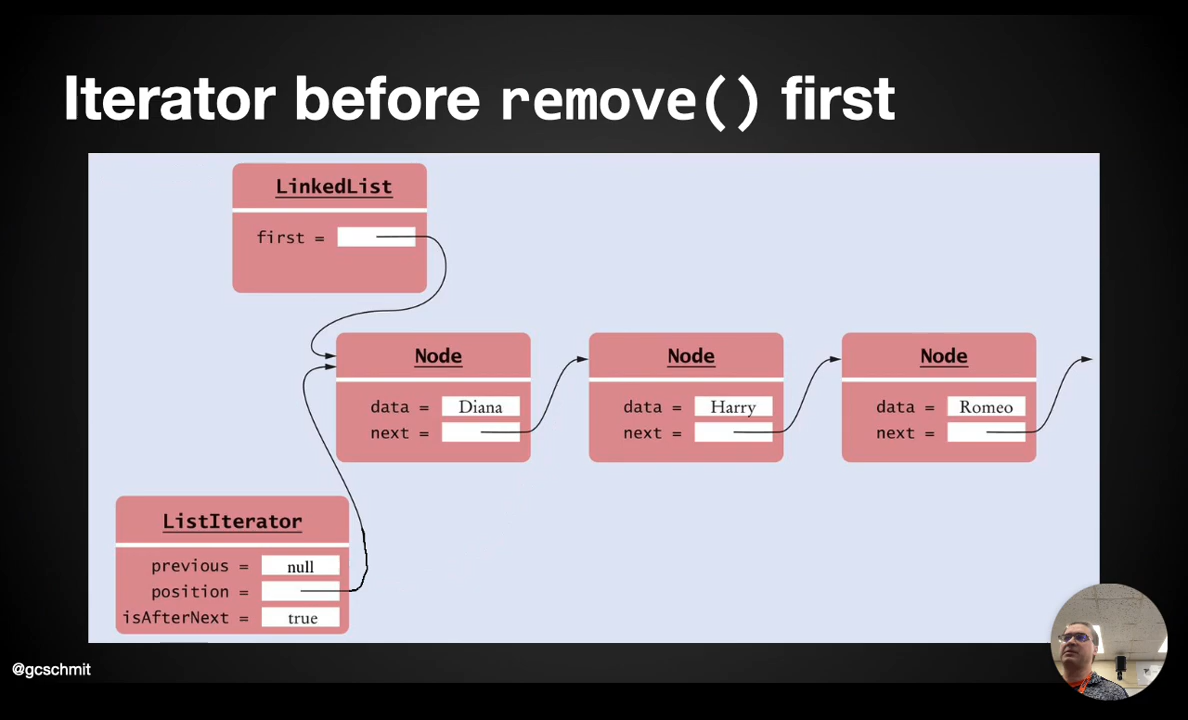 Iterator before remove() first
LinkedList
first =
Node
data = Diana
next =
Node
data = Harry
next =
Node
data = Romeo
next =
ListIterator
previous = null
position =
isAfterNext = true
@gcschmit